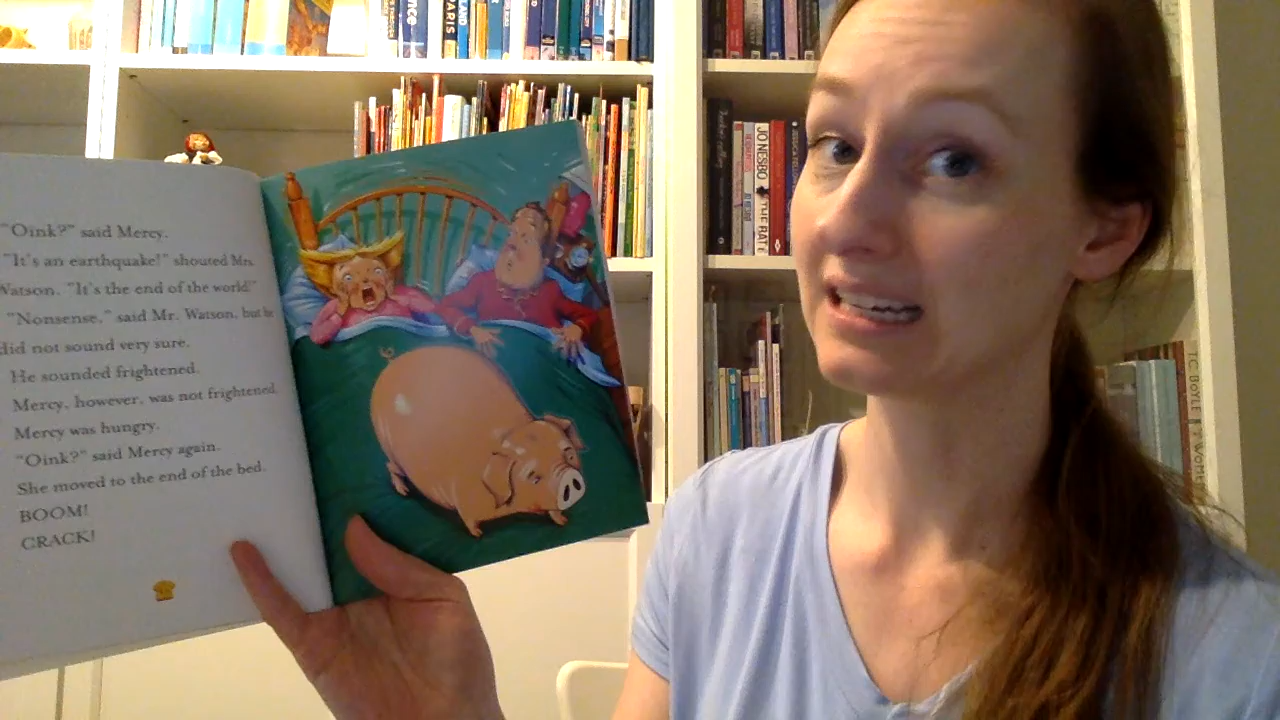 "Oink?" said Mercy.
"It's an earthquake!" shouted Mrs.
Watson. "It's the end of the world!"
"Nonsense," said Mr. Watson, but he
did not sound very sure.
He sounded frightened.
Mercy, however, was not frightened.
Mercy was hungry.
"Oink?" said Mercy again.
She moved to the end of the bed.
BOOM!
CRACK!
PARIS
JO NESBO
THE BAT
T.C. BOYLE